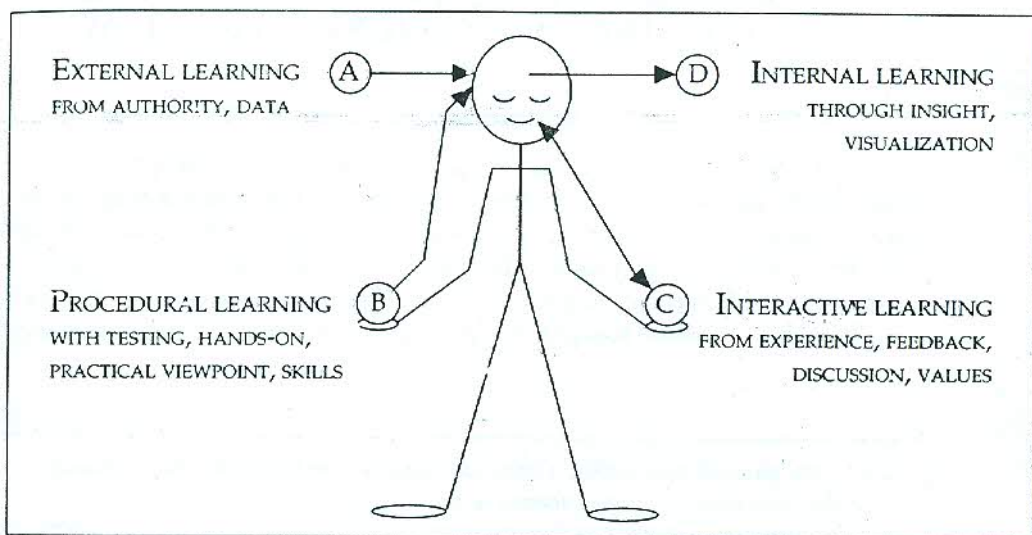 EXTERNAL LEARNING
FROM AUTHORITY, DATA
A
D
INTERNAL LEARNING
THROUGH INSIGHT,
VISUALIZATION
PROCEDURAL LEARNING
WITH TESTING, HANDS-ON,
PRACTICAL VIEWPOINT, SKILLS
B
C
INTERACTIVE LEARNING
FROM EXPERIENCE, FEEDBACK,
DISCUSSION, VALUES